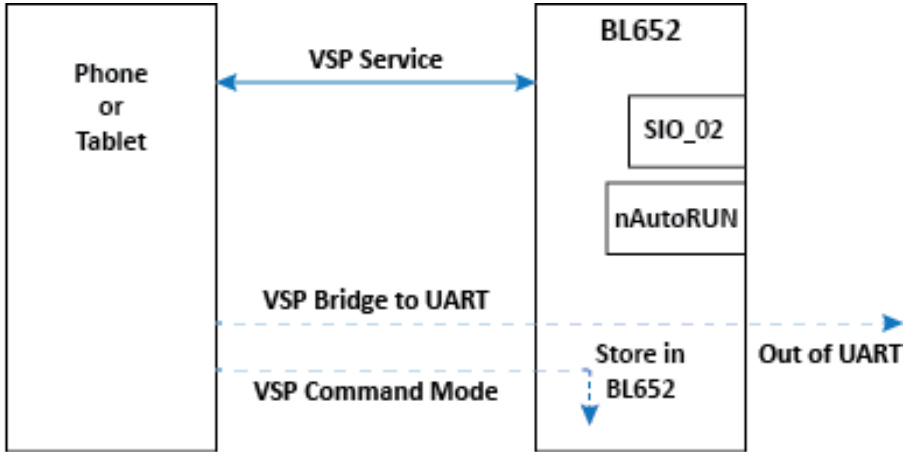 Phone
or
Tablet
VSP Service
BL652
SIO_02
nAutoRUN
VSP Bridge to UART
VSP Command Mode
Store in
BL652
Out of UART